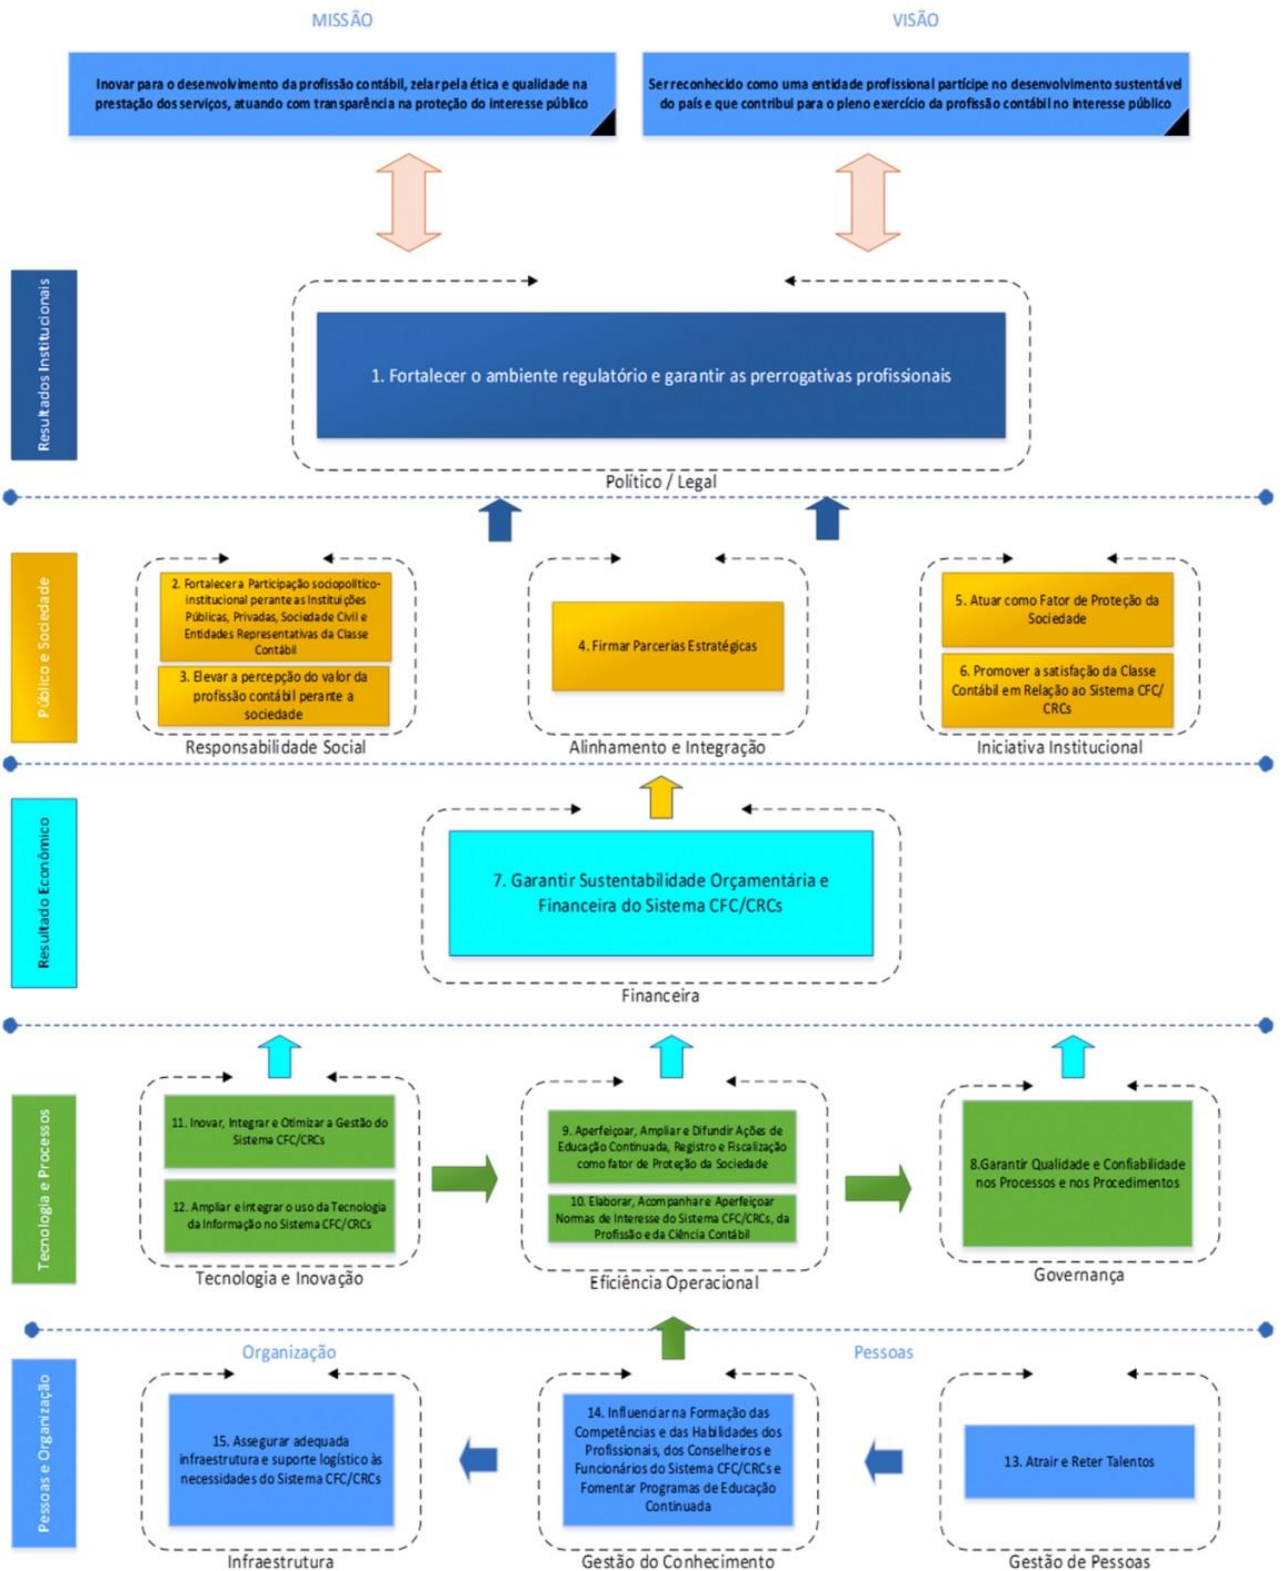 MISSÃO
VISÃO
Inovar para o desenvolvimento da profissão contábil, zelar pela ética e qualidade na
prestação dos serviços, atuando com transparência na proteção do interesse público
Ser reconhecido como uma entidade profissional partícipe no desenvolvimento sustentável
do país e que contribui para o pleno exercício da profissão contábil no interesse público
Resultados Institucionais
1. Fortalecer o ambiente regulatório e garantir as prerrogativas profissionais
Político / Legal
Público e Sociedade
2. Fortalecer a Participação sociopolítico-
institucional perante as Instituições
Públicas, Privadas, Sociedade Civil e
Entidades Representativas da Classe
Contábil
3. Elevar a percepção do valor da
profissão contábil perante a
sociedade
Responsabilidade Social
4. Firmar Parcerias Estratégicas
Alinhamento e Integração
5. Atuar como Fator de Proteção da
Sociedade
6. Promover a satisfação da Classe
Contábil em Relação ao Sistema CFC/
CRCs
Iniciativa Institucional
Resultado Econômico
7. Garantir Sustentabilidade Orçamentária e
Financeira do Sistema CFC/CRCs
Financeira
Tecnologia e Processos
11. Inovar, Integrar e Otimizar a Gestão do
Sistema CFC/CRCs
12. Ampliar e integrar o uso da Tecnologia
da Informação no Sistema CFC/CRCs
Tecnologia e Inovação
9. Aperfeiçoar, Ampliar e Difundir Ações de
Educação Continuada, Registro e Fiscalização
como fator de Proteção da Sociedade
10. Elaborar, Acompanhar e Aperfeiçoar
Normas de Interesse do Sistema CFC/CRCs, da
Profissão e da Ciência Contábil
Eficiência Operacional
8.Garantir Qualidade e Confiabilidade
nos Processos e nos Procedimentos
Governança
Pessoas e Organização
Organização
Pessoas
15. Assegurar adequada
infraestrutura e suporte logístico às
necesidades do Sistema CFC/CRCs
Infraestrutura
14. Influenciar na Formação das
Competências e das Habilidades dos
Profissionais, dos Conselheiros e
Funcionários do Sistema CFC/CRCs e
Fomentar Programas de Educação
Continuada
Gestão do Conhecimento
13. Atrair e Reter Talentos
Gestão de Pessoas